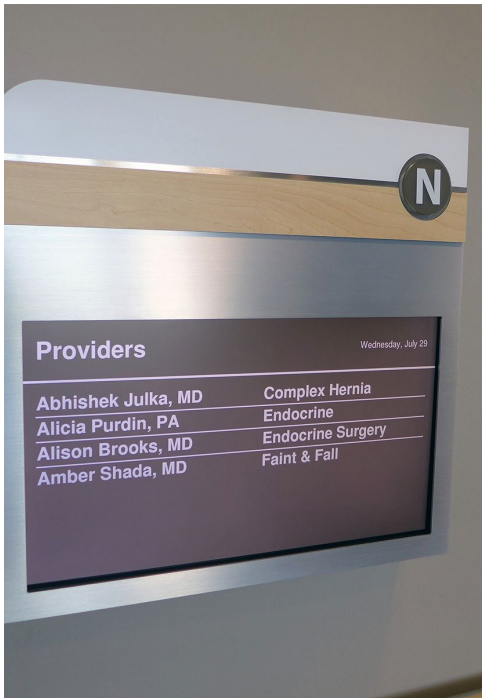 N
Providers Wednesday, July 29
Abhishek Julka, MD Complex Hernia
Alicia Purdin, PA Endocrine
Alison Brooks, MD Endocrine Surgery
Amber Shada, MD Faint & Fall